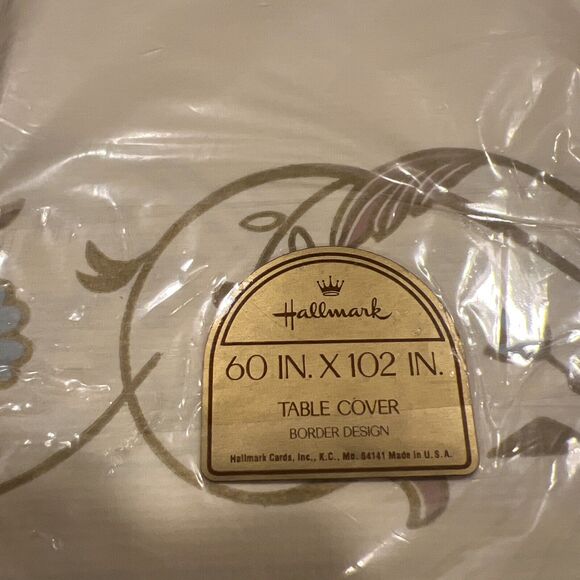 Hallmark
60 IN. X 102 IN.
TABLE COVER
BORDER DESIGN
Hallmark Cards, Inc., K.C., Mo. 64141 Made in U.S.A.